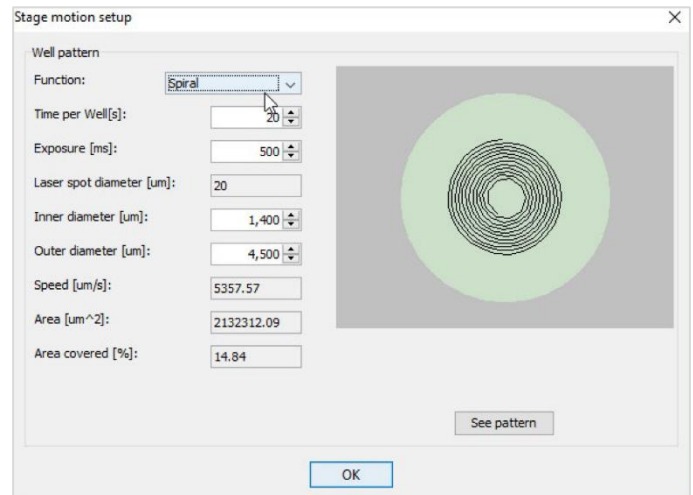 Stage motion setup
Well pattern
Function: Spiral
Time per Well[s]: 20
Exposure [ms]: 500
Laser spot diameter [um]: 20
Inner diameter [um]: 1,400
Outer diameter [um]: 4,500
Speed [um/s]: 5357.57
Area [um^2]: 2132312.09
Area covered [%]: 14.84
See pattern
OK